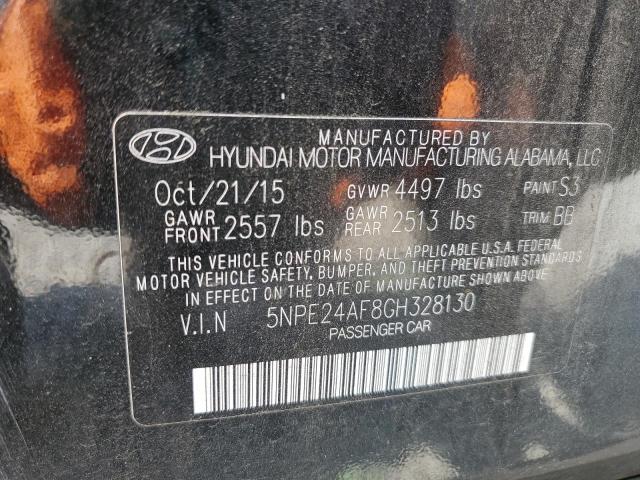 MANUFACTURED BY
HYUNDAI MOTOR MANUFACTURING ALABAMA, LLC
Oct/21/15 GVWR 4497 lbs PAINT S3
GAWR FRONT 2557 lbs GAWR REAR 2513 lbs TRIM BB
THIS VEHICLE CONFORMS TO ALL APPLICABLE U.S.A. FEDERAL
MOTOR VEHICLE SAFETY, BUMPER, AND THEFT PREVENTION STANDARDS
IN EFFECT ON THE DATE OF MANUFACTURE SHOWN ABOVE.
V.I.N 5NPE24AF8GH328130
PASSENGER CAR